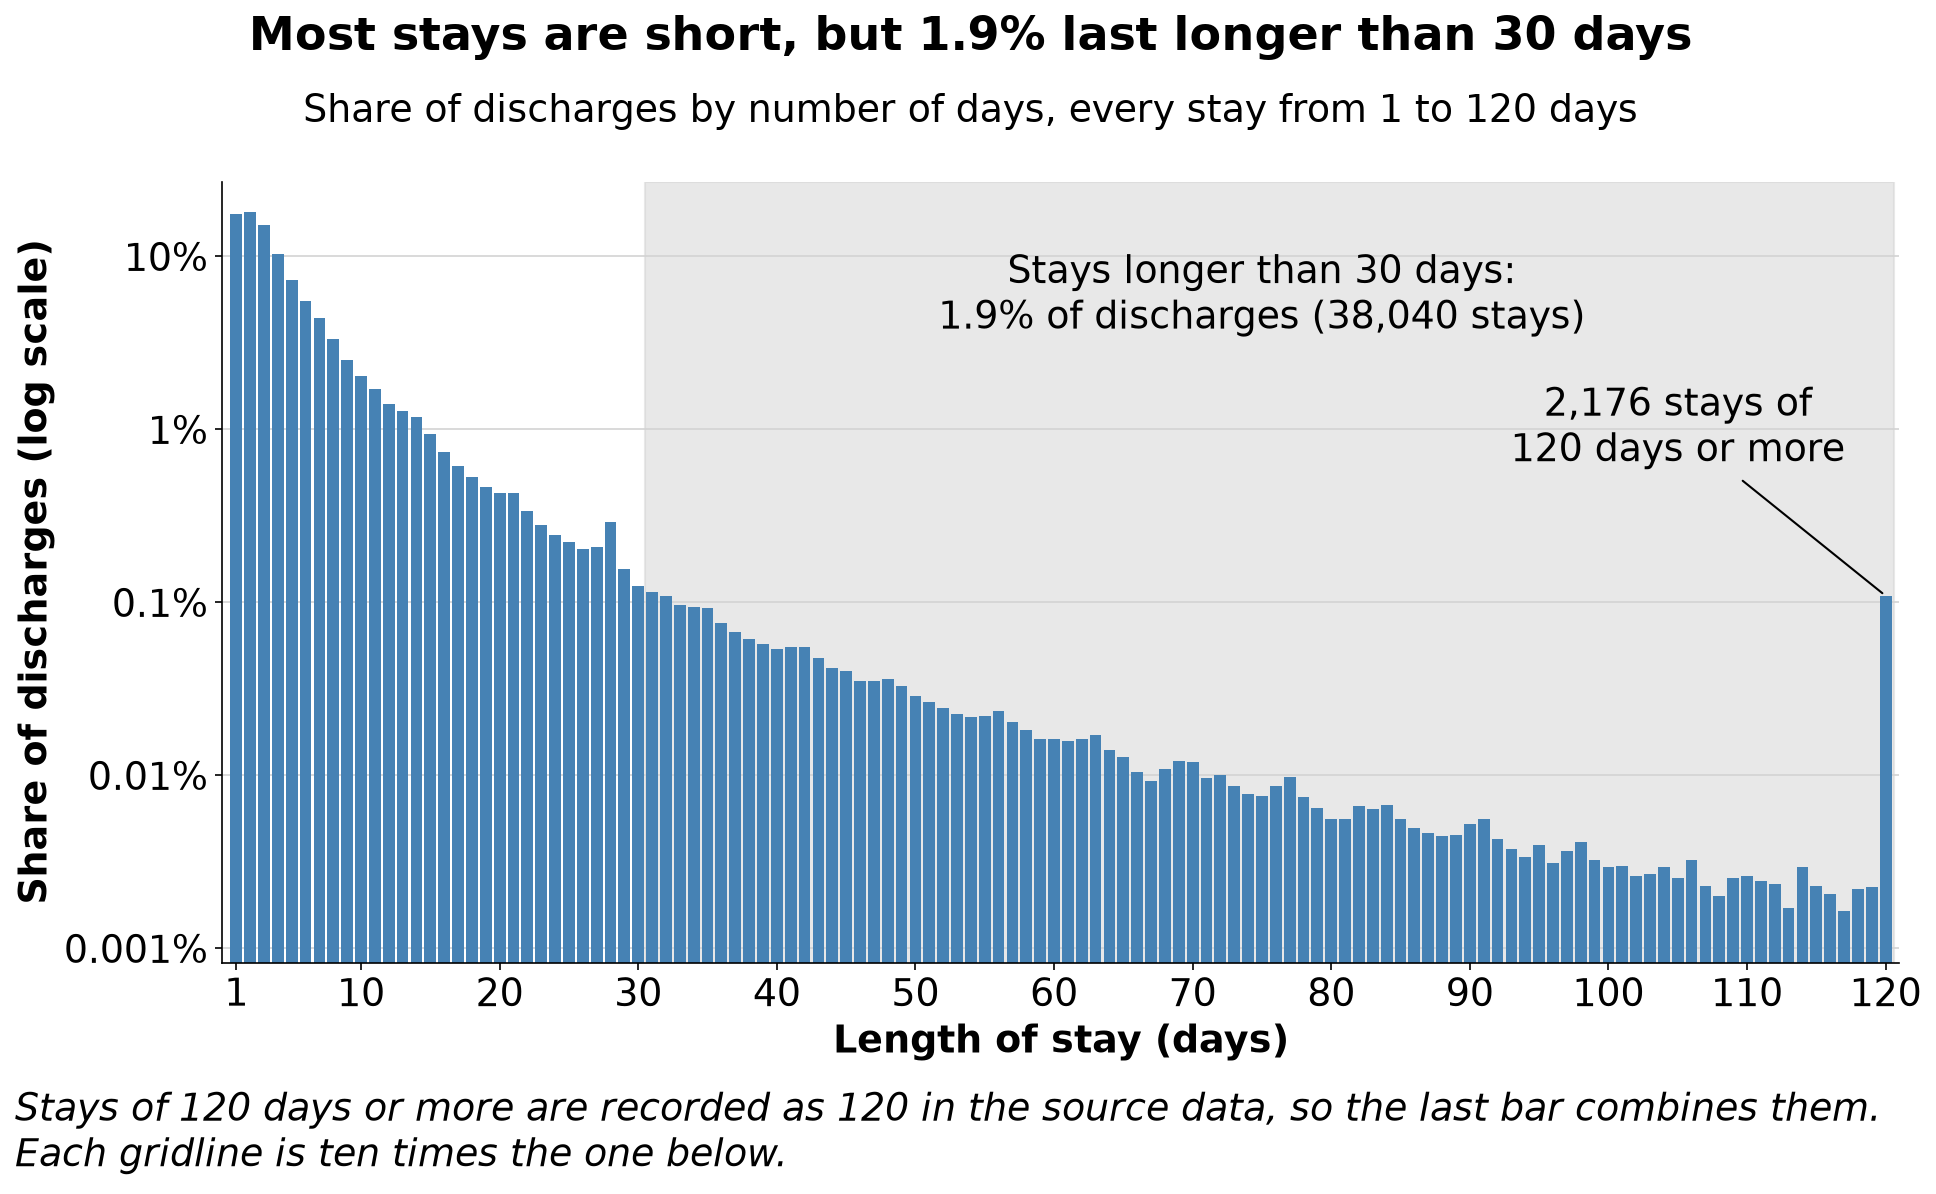 Most stays are short, but 1.9% last longer than 30 days
Share of discharges by number of days, every stay from 1 to 120 days
Share of discharges (log scale)
10%
1%
0.1%
0.01%
0.001%
Stays longer than 30 days:
1.9% of discharges (38,040 stays)
2,176 stays of
120 days or more
1 10 20 30 40 50 60 70 80 90 100 110 120
Length of stay (days)
Stays of 120 days or more are recorded as 120 in the source data, so the last bar combines them.
Each gridline is ten times the one below.